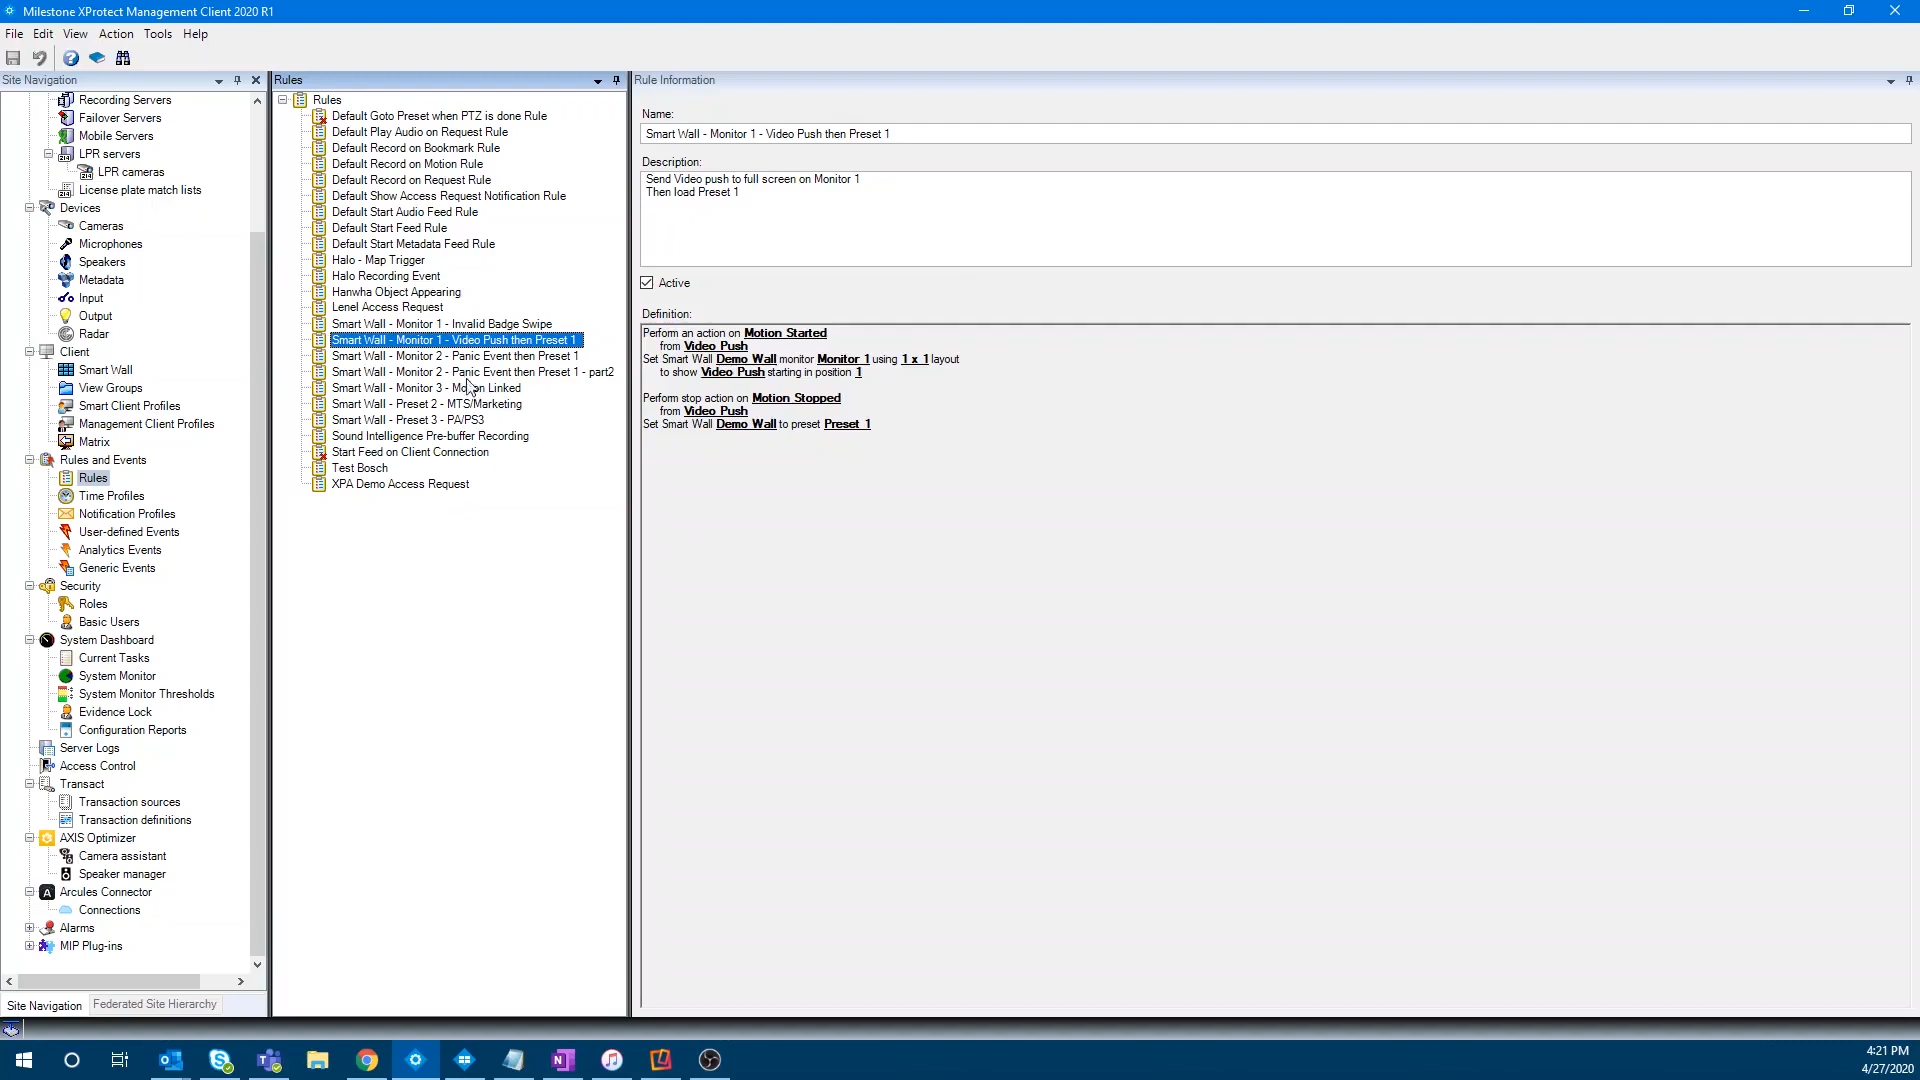 Milestone XProtect Management Client 2020 R1
File Edit View Action Tools Help
Site Navigation
Recording Servers
Failover Servers
Mobile Servers
LPR servers
LPR cameras
License plate match lists
Devices
Cameras
Microphones
Speakers
Metadata
Input
Output
Radar
Client
Smart Wall
View Groups
Smart Client Profiles
Management Client Profiles
Matrix
Rules and Events
Rules
Time Profiles
Notification Profiles
User-defined Events
Analytics Events
Generic Events
Security
Roles
Basic Users
System Dashboard
Current Tasks
System Monitor
System Monitor Thresholds
Evidence Lock
Configuration Reports
Server Logs
Access Control
Transact
Transaction sources
Transaction definitions
AXIS Optimizer
Camera assistant
Speaker manager
Arcules Connector
Connections
Alarms
MIP Plug-ins
Site Navigation Federated Site Hierarchy
Rules
Rules
Default Goto Preset when PTZ is done Rule
Default Play Audio on Request Rule
Default Record on Bookmark Rule
Default Record on Motion Rule
Default Record on Request Rule
Default Show Access Request Notification Rule
Default Start Audio Feed Rule
Default Start Feed Rule
Default Start Metadata Feed Rule
Halo - Map Trigger
Halo Recording Event
Hanwha Object Appearing
Lenel Access Request
Smart Wall - Monitor 1 - Invalid Badge Swipe
Smart Wall - Monitor 1 - Video Push then Preset 1
Smart Wall - Monitor 2 - Panic Event then Preset 1
Smart Wall - Monitor 2 - Panic Event then Preset 1 - part2
Smart Wall - Monitor 3 - Motion Linked
Smart Wall - Preset 2 - MTS/Marketing
Smart Wall - Preset 3 - PA/PS3
Sound Intelligence Pre-buffer Recording
Start Feed on Client Connection
Test Bosch
XPA Demo Access Request
Rule Information
Name:
Smart Wall - Monitor 1 - Video Push then Preset 1
Description:
Send Video push to full screen on Monitor 1
Then load Preset 1
Active
Definition:
Perform an action on Motion Started
from Video Push
Set Smart Wall Demo Wall monitor Monitor 1 using 1 x 1 layout
to show Video Push starting in position 1
Perform stop action on Motion Stopped
from Video Push
Set Smart Wall Demo Wall to preset Preset 1
4:21 PM
4/27/2020